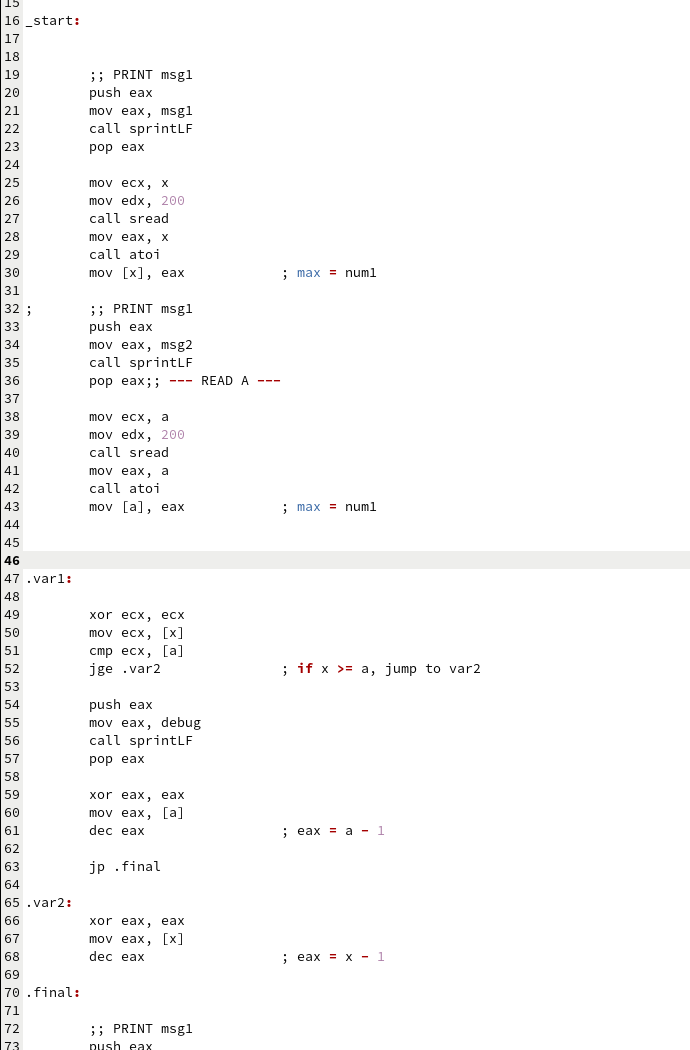 15
16 _start:
17
18
19         ;; PRINT msg1
20         push eax
21         mov eax, msg1
22         call sprintLF
23         pop eax
24
25         mov ecx, x
26         mov edx, 200
27         call sread
28         mov eax, x
29         call atoi
30         mov [x], eax            ; max = num1
31
32 ;       ;; PRINT msg1
33         push eax
34         mov eax, msg2
35         call sprintLF
36         pop eax;; --- READ A ---
37
38         mov ecx, a
39         mov edx, 200
40         call sread
41         mov eax, a
42         call atoi
43         mov [a], eax            ; max = num1
44
45
46
47 .var1:
48
49         xor ecx, ecx
50         mov ecx, [x]
51         cmp ecx, [a]
52         jge .var2               ; if x >= a, jump to var2
53
54         push eax
55         mov eax, debug
56         call sprintLF
57         pop eax
58
59         xor eax, eax
60         mov eax, [a]
61         dec eax                 ; eax = a - 1
62
63         jp .final
64
65 .var2:
66         xor eax, eax
67         mov eax, [x]
68         dec eax                 ; eax = x - 1
69
70 .final:
71
72         ;; PRINT msg1
73         push eax